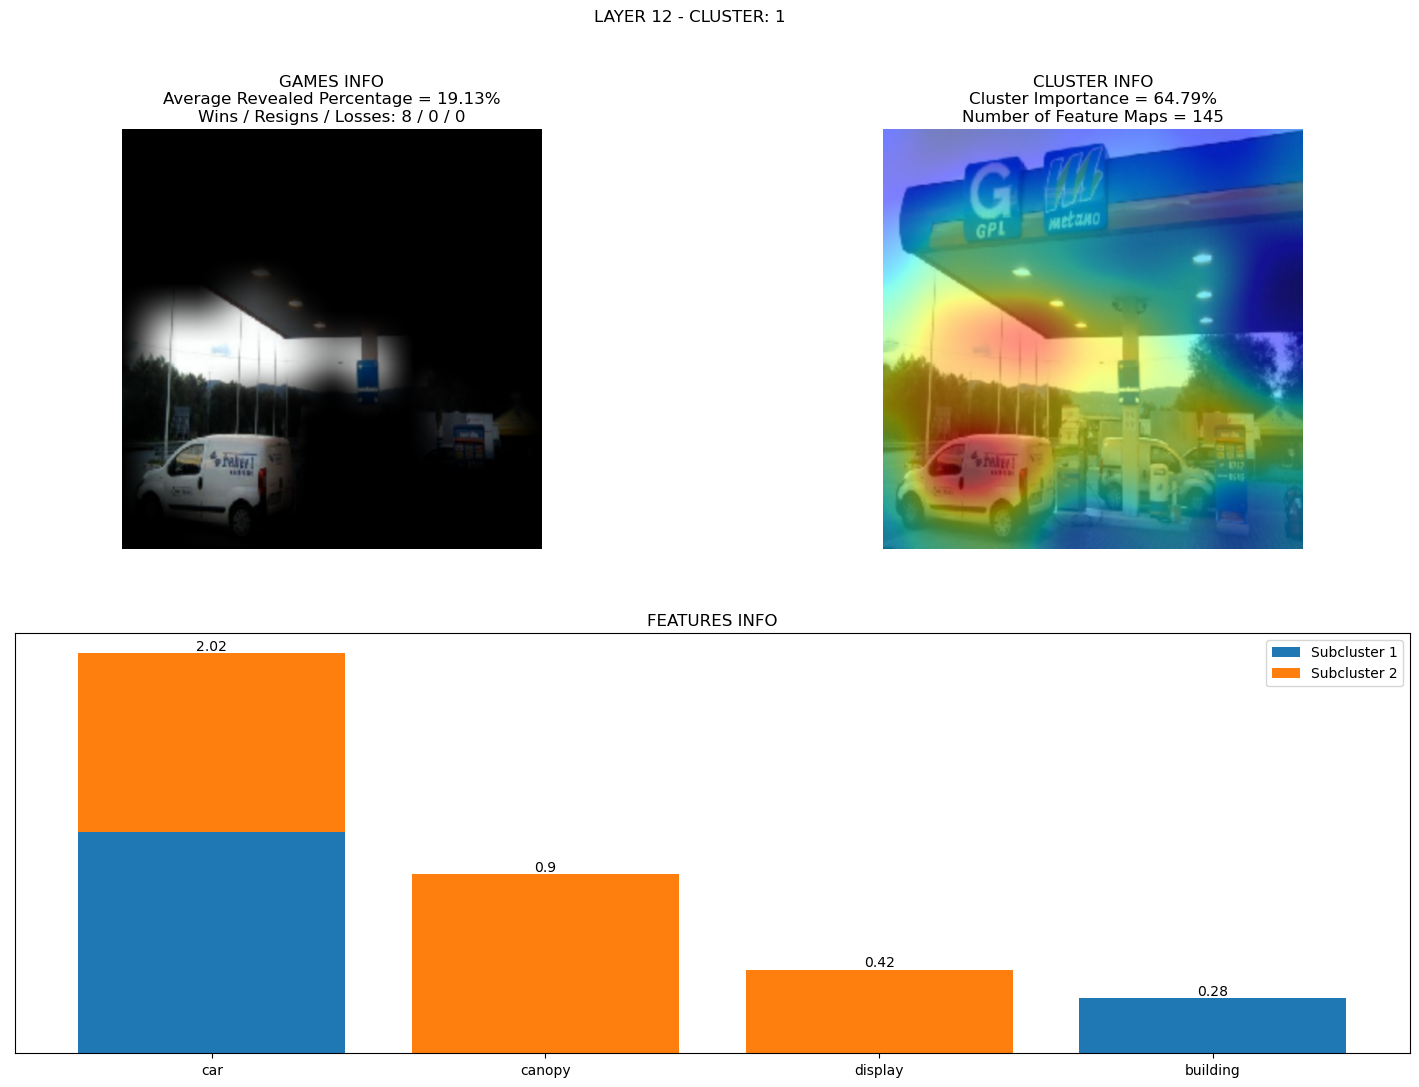 LAYER 12 - CLUSTER: 1
GAMES INFO
Average Revealed Percentage = 19.13%
Wins / Resigns / Losses: 8 / 0 / 0
CLUSTER INFO
Cluster Importance = 64.79%
Number of Feature Maps = 145
G
GPL
metano
FEATURES INFO
2.02
0.9
0.42
0.28
Subcluster 1
Subcluster 2
car
canopy
display
building